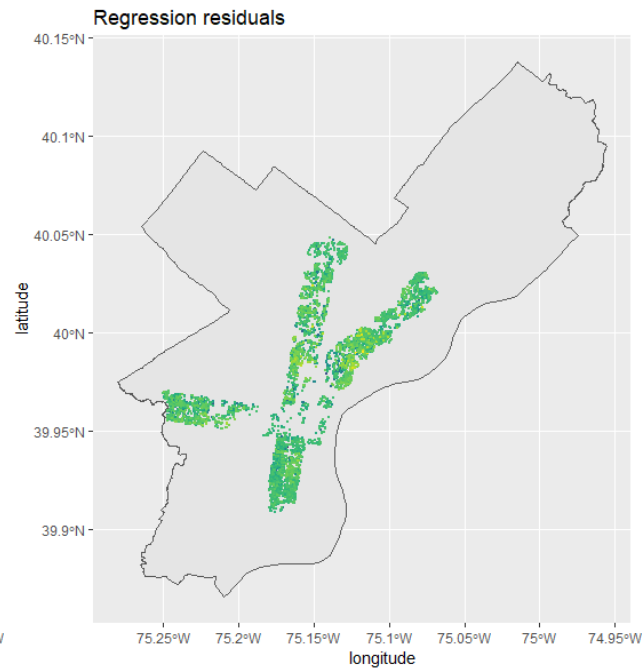 Regression residuals
40.15°N
40.1°N
40.05°N
40°N
39.95°N
39.9°N
latitude
W
75.25°W
75.2°W
75.15°W
75.1°W
75.05°W
75°W
74.95°W
longitude